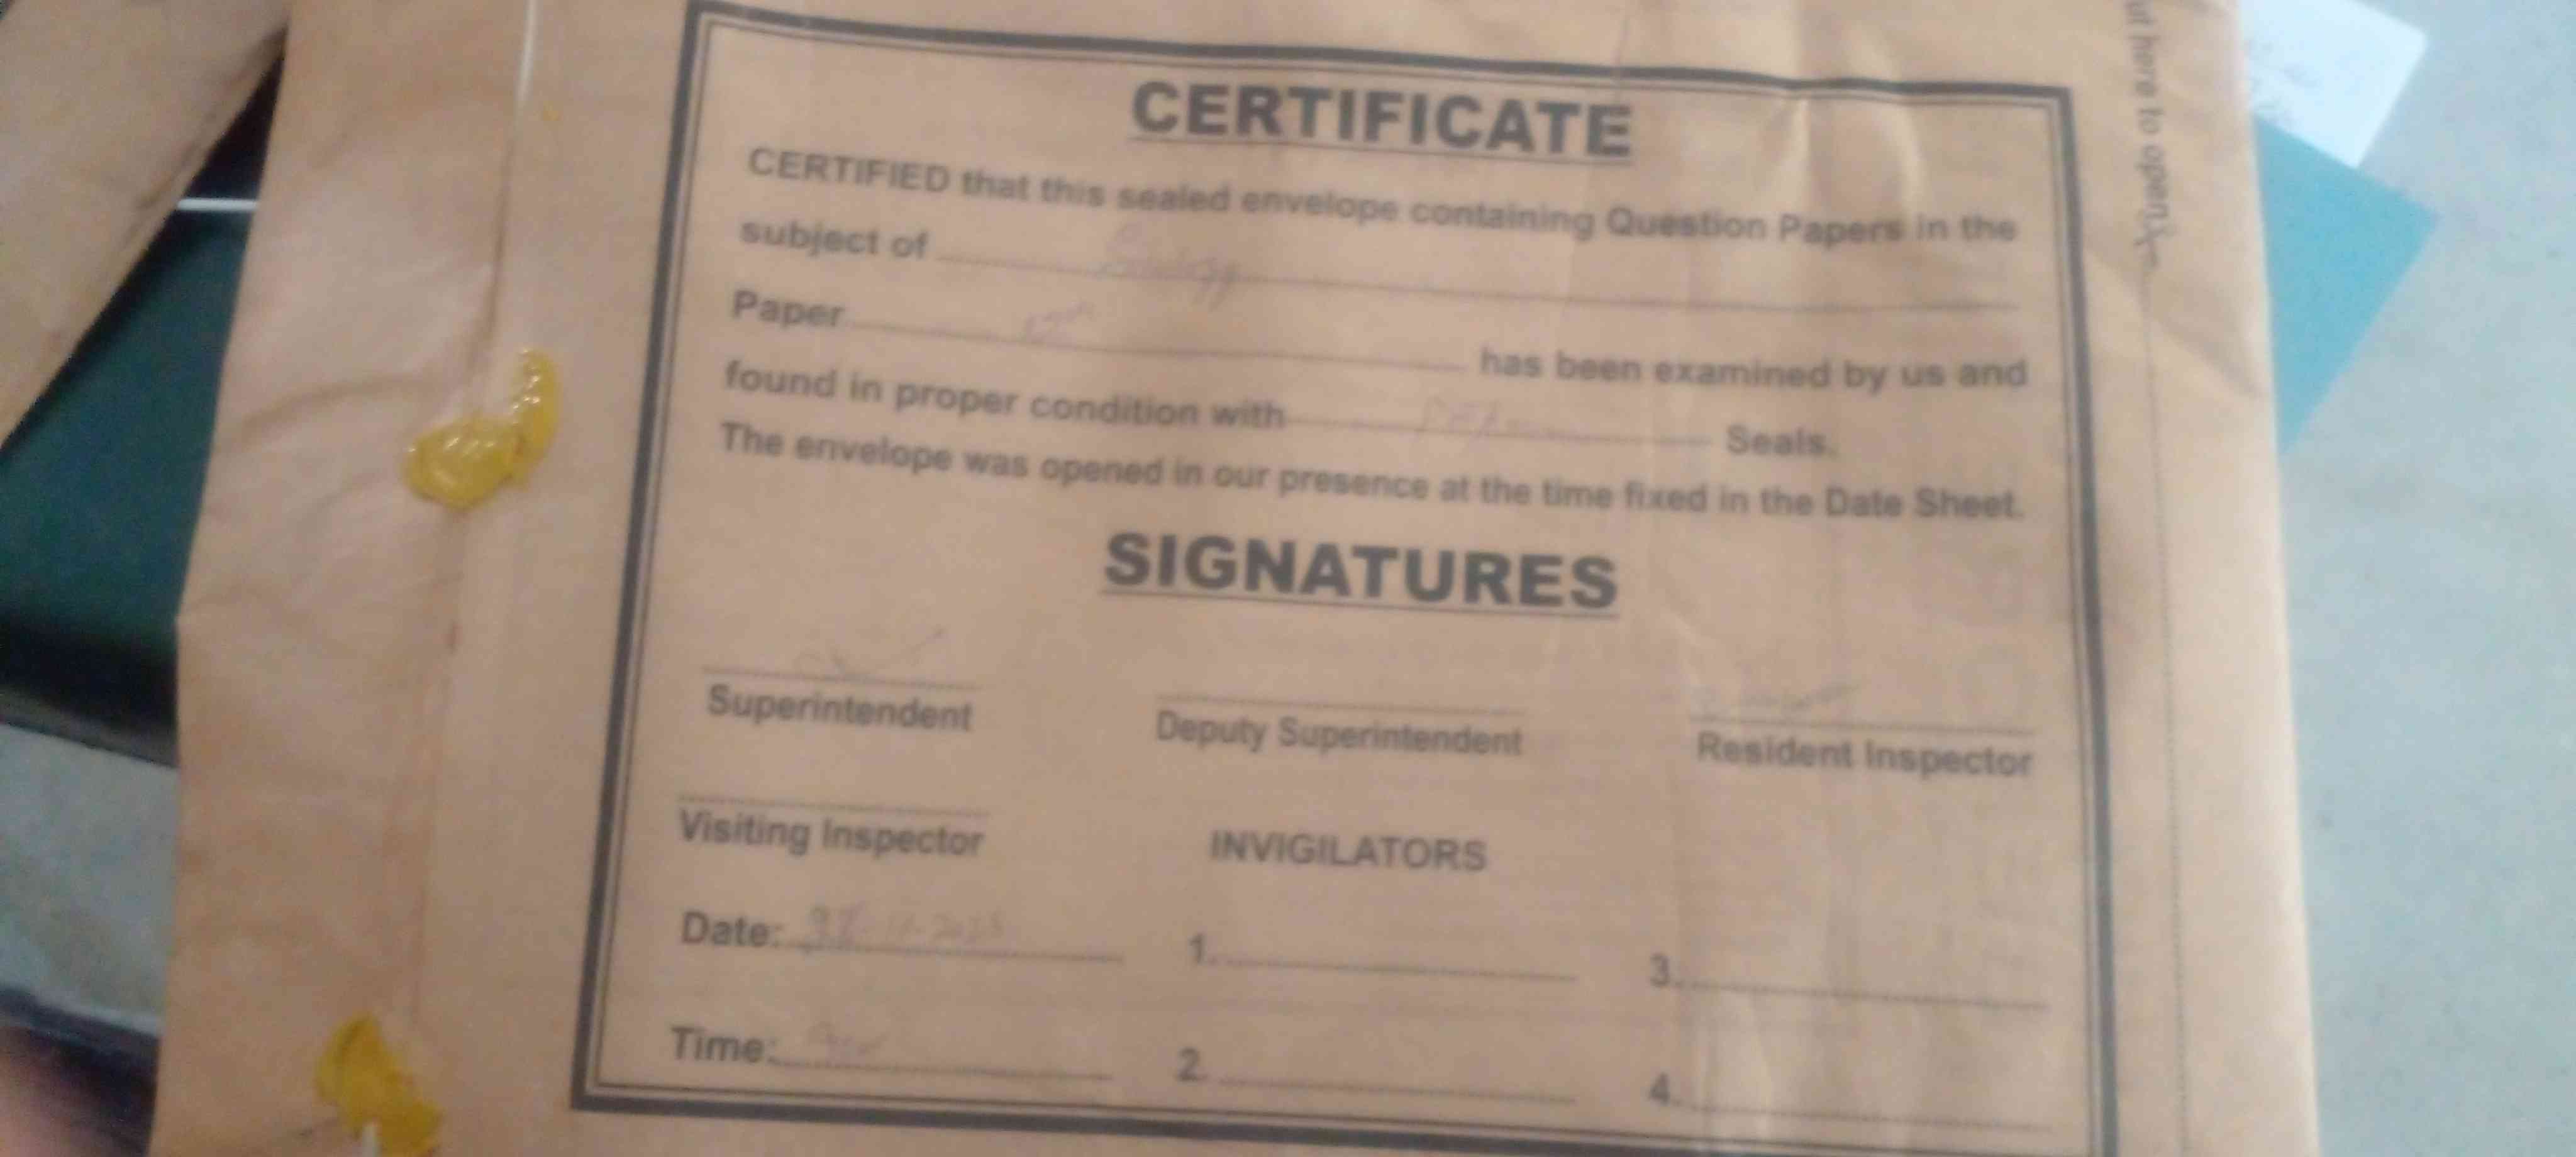 CERTIFICATE
CERTIFIED that this sealed envelope containing Question Papers in the
subject of
Paper has been examined by us and
found in proper condition with Seals.
The envelope was opened in our presence at the time fixed in the Date Sheet.
SIGNATURES
Superintendent Deputy Superintendent Resident Inspector
Visiting Inspector INVIGILATORS
Date: 1. 3.
Time: 2. 4.
here to open